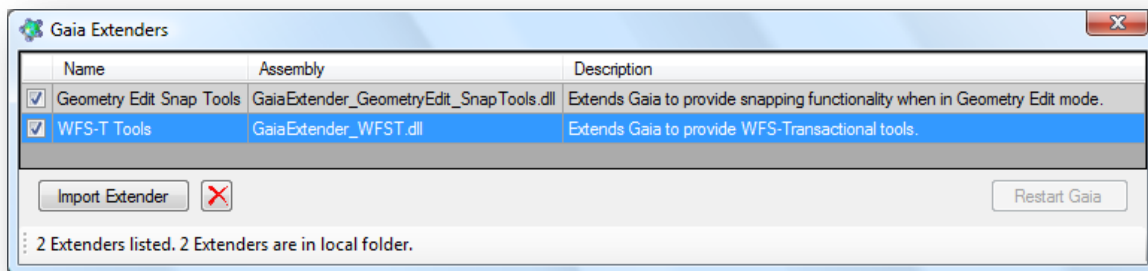 Gaia Extenders
Name Assembly Description
Geometry Edit Snap Tools GaiaExtender_GeometryEdit_SnapTools.dll Extends Gaia to provide snapping functionality when in Geometry Edit mode.
WFS-T Tools GaiaExtender_WFST.dll Extends Gaia to provide WFS-Transactional tools.
Import Extender Restart Gaia
2 Extenders listed. 2 Extenders are in local folder.